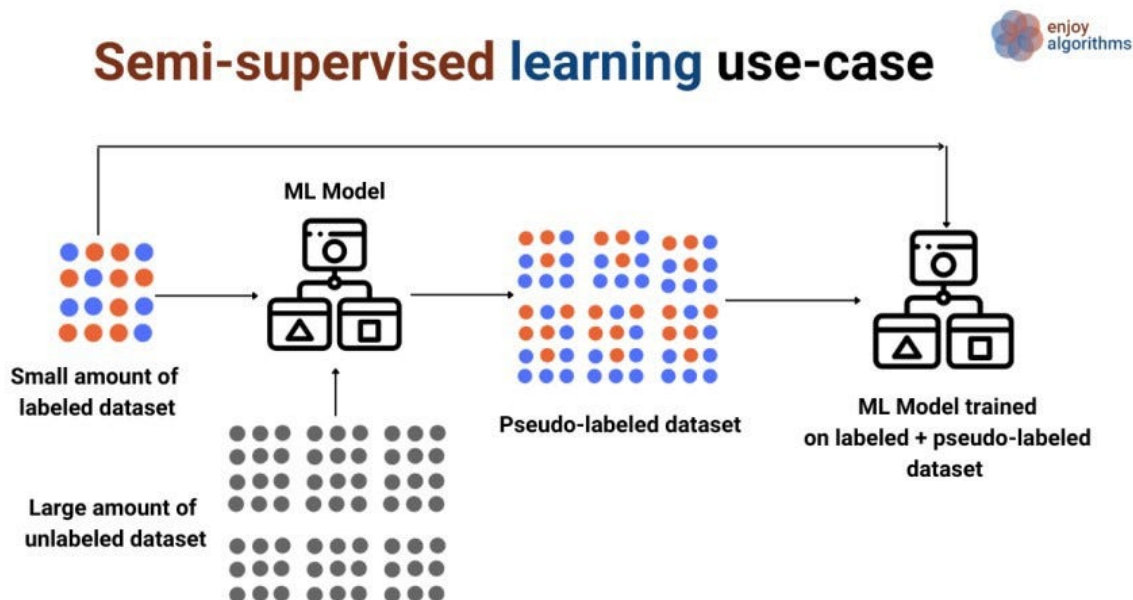 enjoy
algorithms
Semi-supervised learning use-case
ML Model
Small amount of
labeled dataset
Pseudo-labeled dataset
ML Model trained
on labeled + pseudo-labeled
dataset
Large amount of
unlabeled dataset